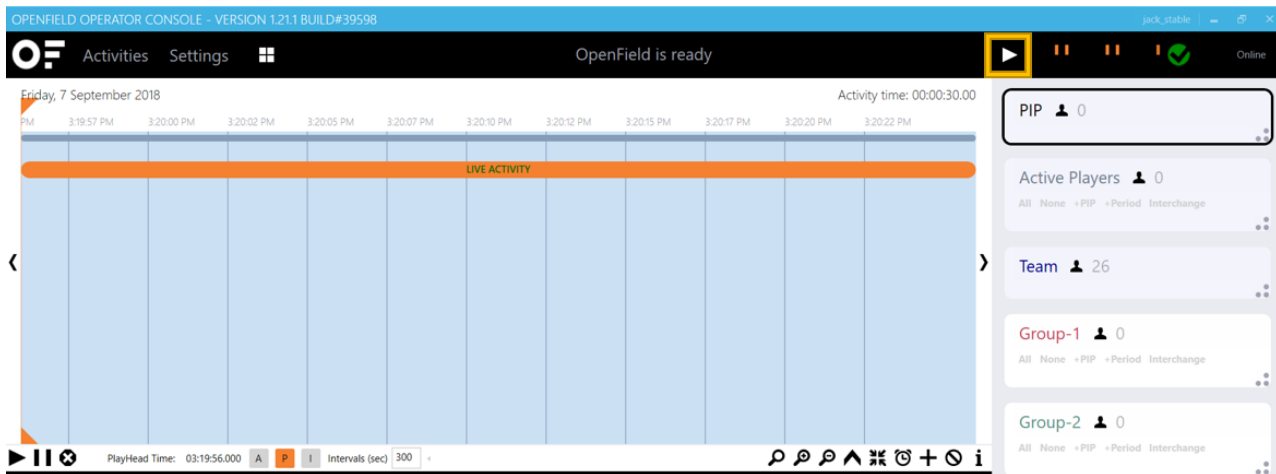 OPENFIELD OPERATOR CONSOLE - VERSION 1.21.1 BUILD#39598
jack_stable
OF Activities Settings
OpenField is ready
Online
Friday, 7 September 2018
Activity time: 00:00:30.00
PM 3:19:57 PM 3:20:00 PM 3:20:02 PM 3:20:05 PM 3:20:07 PM 3:20:10 PM 3:20:12 PM 3:20:15 PM 3:20:17 PM 3:20:20 PM 3:20:22 PM
LIVE ACTIVITY
PlayHead Time: 03:19:56.000 A P I Intervals (sec) 300
PIP 0
Active Players 0
All None +PIP +Period Interchange
Team 26
Group-1 0
All None +PIP +Period Interchange
Group-2 0
All None +PIP +Period Interchange